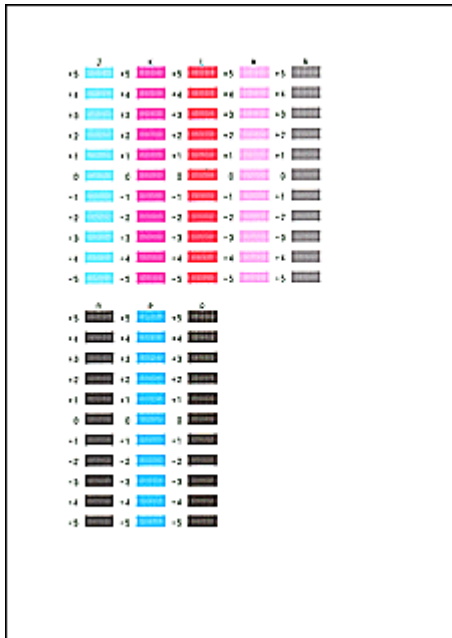 +5 +5 +5 +5 +5
+4 +4 +4 +4 +4
+3 +3 +3 +3 +3
+2 +2 +2 +2 +2
+1 +1 +1 +1 +1
0 0 0 0 0
-1 -1 -1 -1 -1
-2 -2 -2 -2 -2
-3 -3 -3 -3 -3
-4 -4 -4 -4 -4
-5 -5 -5 -5 -5
+5 +5 +5
+4 +4 +4
+3 +3 +3
+2 +2 +2
+1 +1 +1
0 0 0
-1 -1 -1
-2 -2 -2
-3 -3 -3
-4 -4 -4
-5 -5 -5